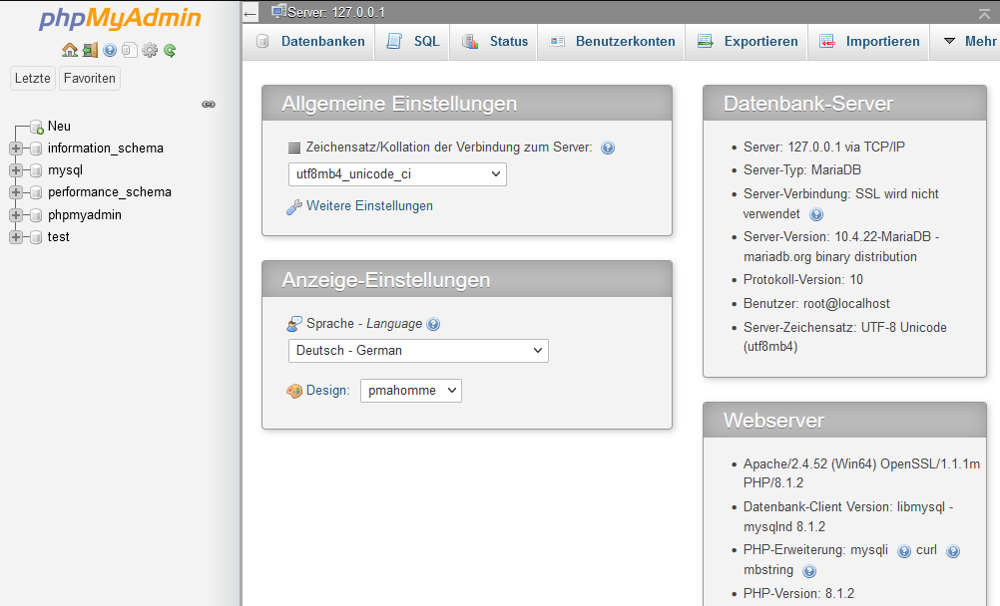 phpMyAdmin
Letzte Favoriten
Neu
information_schema
mysql
performance_schema
phpmyadmin
test
Server: 127.0.0.1
Datenbanken SQL Status Benutzerkonten Exportieren Importieren Mehr
Allgemeine Einstellungen
Zeichensatz/Kollation der Verbindung zum Server:
utf8mb4_unicode_ci
Weitere Einstellungen
Anzeige-Einstellungen
Sprache - Language
Deutsch - German
Design: pmahomme
Datenbank-Server
• Server: 127.0.0.1 via TCP/IP
• Server-Typ: MariaDB
• Server-Verbindung: SSL wird nicht
verwendet
• Server-Version: 10.4.22-MariaDB -
mariadb.org binary distribution
• Protokoll-Version: 10
• Benutzer: root@localhost
• Server-Zeichensatz: UTF-8 Unicode
(utf8mb4)
Webserver
• Apache/2.4.52 (Win64) OpenSSL/1.1.1m
PHP/8.1.2
• Datenbank-Client Version: libmysql -
mysqlnd 8.1.2
• PHP-Erweiterung: mysqli curl
mbstring
• PHP-Version: 8.1.2